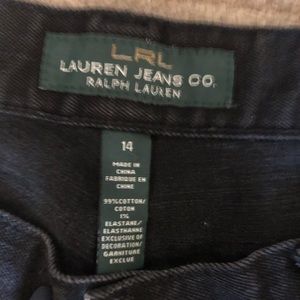 LRL
LAUREN JEANS CO.
RALPH LAUREN
14
MADE IN
CHINA
FABRIQUE EN
CHINE
99% COTTON/
COTON
1%
ELASTANE/
ELASTHANNE
EXCLUSIVE OF
DECORATION/
GARNITURE
EXCLUE